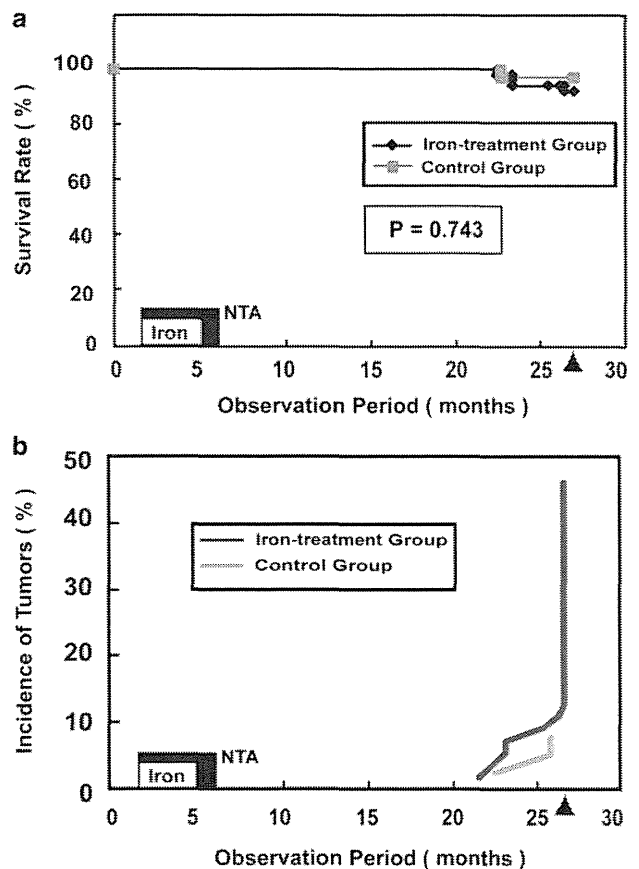 a
Survival Rate ( % )
100
80
60
40
20
0
Iron-treatment Group
Control Group
P = 0.743
NTA
Iron
0 5 10 15 20 25 30
Observation Period ( months )
b
Incidence of Tumors ( % )
50
40
30
20
10
0
Iron-treatment Group
Control Group
NTA
Iron
0 5 10 15 20 25 30
Observation Period ( months )